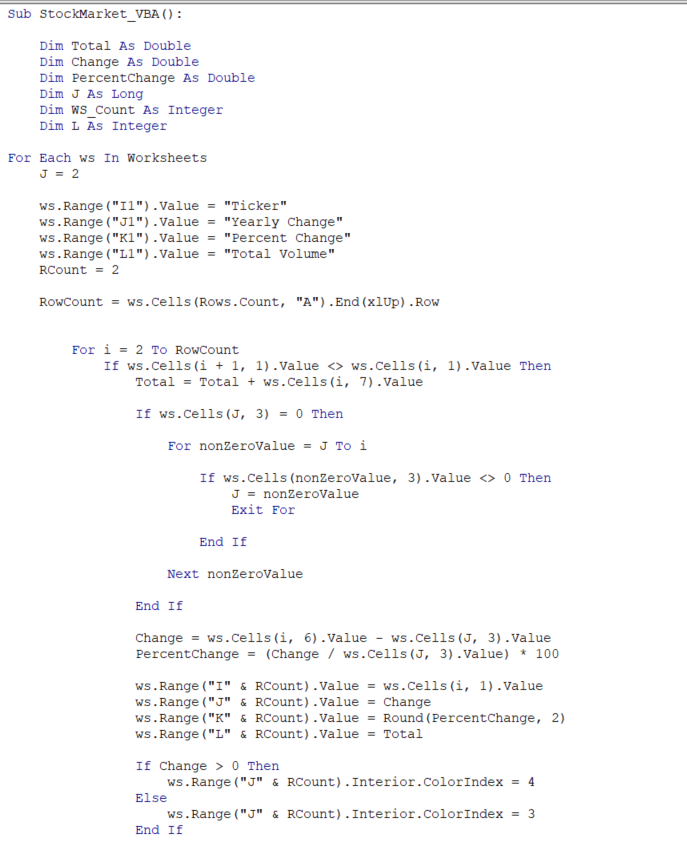 Sub StockMarket_VBA():
Dim Total As Double
Dim Change As Double
Dim PercentChange As Double
Dim J As Long
Dim WS_Count As Integer
Dim L As Integer
For Each ws In Worksheets
J = 2
ws.Range("I1").Value = "Ticker"
ws.Range("J1").Value = "Yearly Change"
ws.Range("K1").Value = "Percent Change"
ws.Range("L1").Value = "Total Volume"
RCount = 2
RowCount = ws.Cells(Rows.Count, "A").End(xlUp).Row
For i = 2 To RowCount
If ws.Cells(i + 1, 1).Value <> ws.Cells(i, 1).Value Then
Total = Total + ws.Cells(i, 7).Value
If ws.Cells(J, 3) = 0 Then
For nonZeroValue = J To i
If ws.Cells(nonZeroValue, 3).Value <> 0 Then
J = nonZeroValue
Exit For
End If
Next nonZeroValue
End If
Change = ws.Cells(i, 6).Value - ws.Cells(J, 3).Value
PercentChange = (Change / ws.Cells(J, 3).Value) * 100
ws.Range("I" & RCount).Value = ws.Cells(i, 1).Value
ws.Range("J" & RCount).Value = Change
ws.Range("K" & RCount).Value = Round(PercentChange, 2)
ws.Range("L" & RCount).Value = Total
If Change > 0 Then
ws.Range("J" & RCount).Interior.ColorIndex = 4
Else
ws.Range("J" & RCount).Interior.ColorIndex = 3
End If